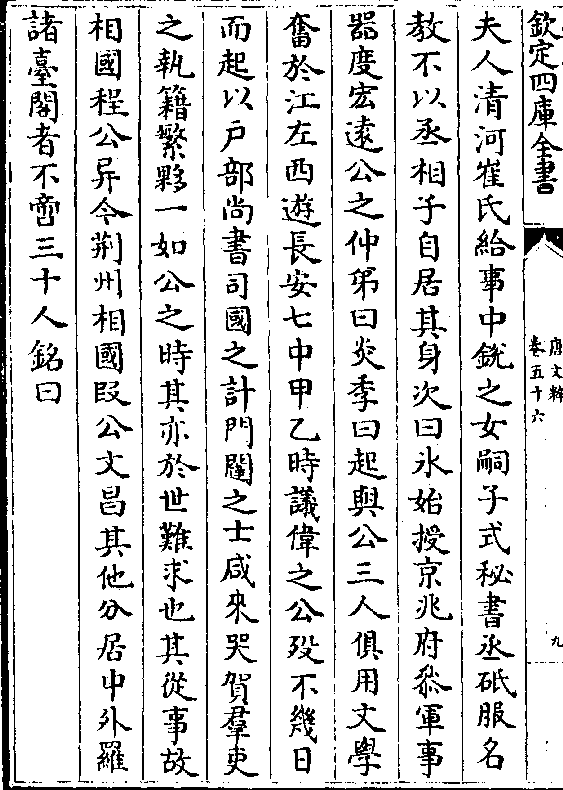 欽定四庫全書
唐文粹
卷五十六
九
夫人清河崔氏給事中銳之女嗣子式秘書丞砥服名
教不以丞相子自居其身次曰氷始授京兆府叅軍事
器度宏逺公之仲弟曰炎季曰起與公三人俱用文學
奮於江左西遊長安七中甲乙時議偉之公歿不幾日
而起以户部尚書司國之計門闌之士咸來哭賀羣吏
之執籍繁夥一如公之時其亦於世難求也其從事故
相國程公异今荆州相國段公文昌其他分居中外羅
諸臺閣者不啻三十人銘曰